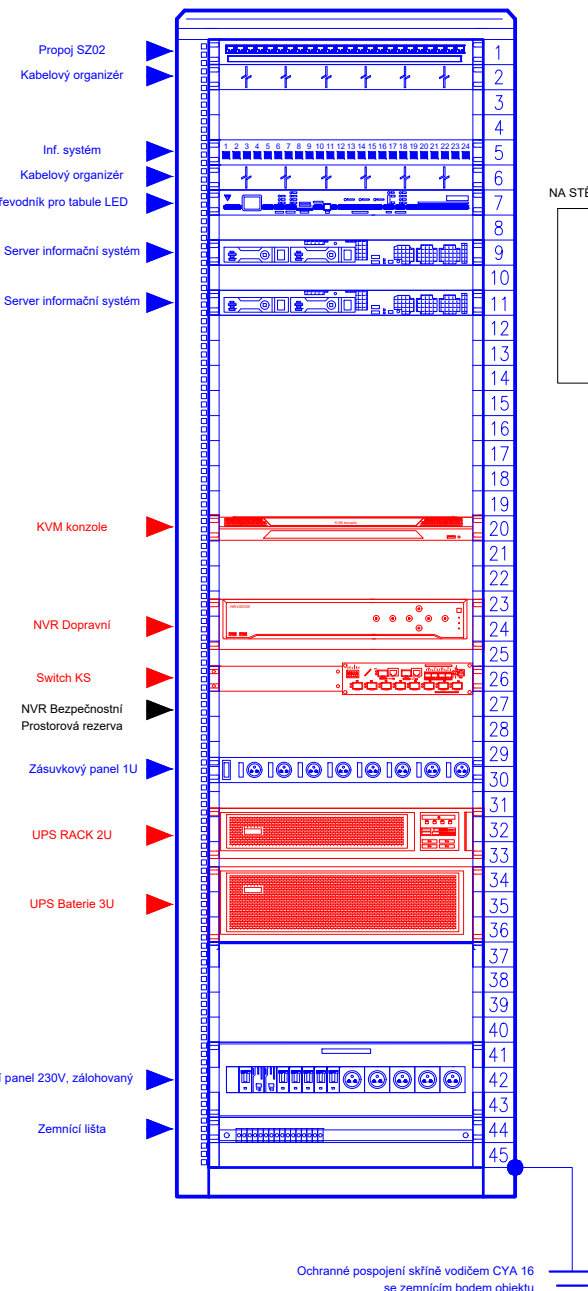 Propoj SZ02
1
Kabelový organizér
2
3
4
Inf. systém
1 2 3 4 5 6 7 8 9 10 11 12 13 14 15 16 17 18 19 20 21 22 23 24
5
Kabelový organizér
6
evodník pro tabule LED
7
NA STĚ
8
Server informační systém
9
10
Server informační systém
11
12
13
14
15
16
17
18
19
KVM konzole
KVM konzole
20
21
22
23
NVR Dopravní
24
25
Switch KS
26
NVR Bezpečnostní
27
Prostorová rezerva
28
29
Zásuvkový panel 1U
30
31
UPS RACK 2U
32
33
34
UPS Baterie 3U
35
36
37
38
39
40
41
í panel 230V, zálohovaný
42
43
Zemnící lišta
44
45
Ochranné pospojení skříně vodičem CYA 16
se zemnícím bodem objektu